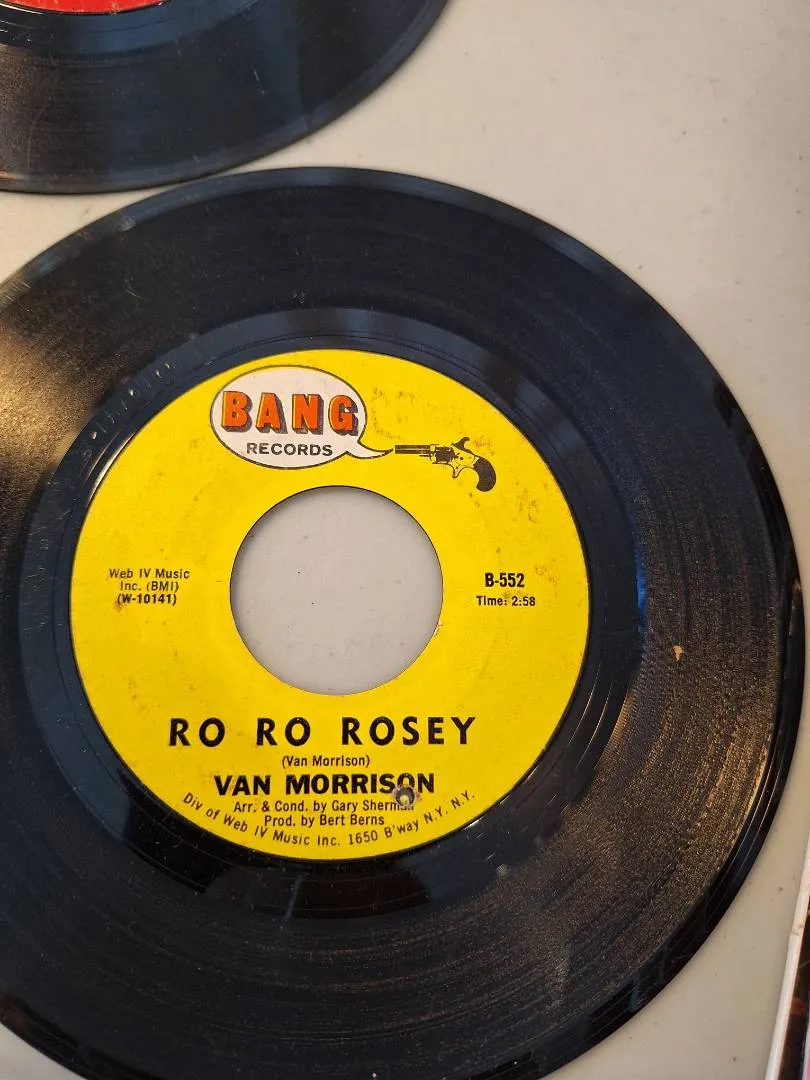 BANG
RECORDS
Web IV Music
Inc. (BMI)
(W-10141)
B-552
Time: 2:58
RO RO ROSEY
(Van Morrison)
VAN MORRISON
Arr. & Cond. by Gary Sherman
Prod. by Bert Berns
Div of Web IV Music Inc. 1650 B'way N.Y. N.Y.